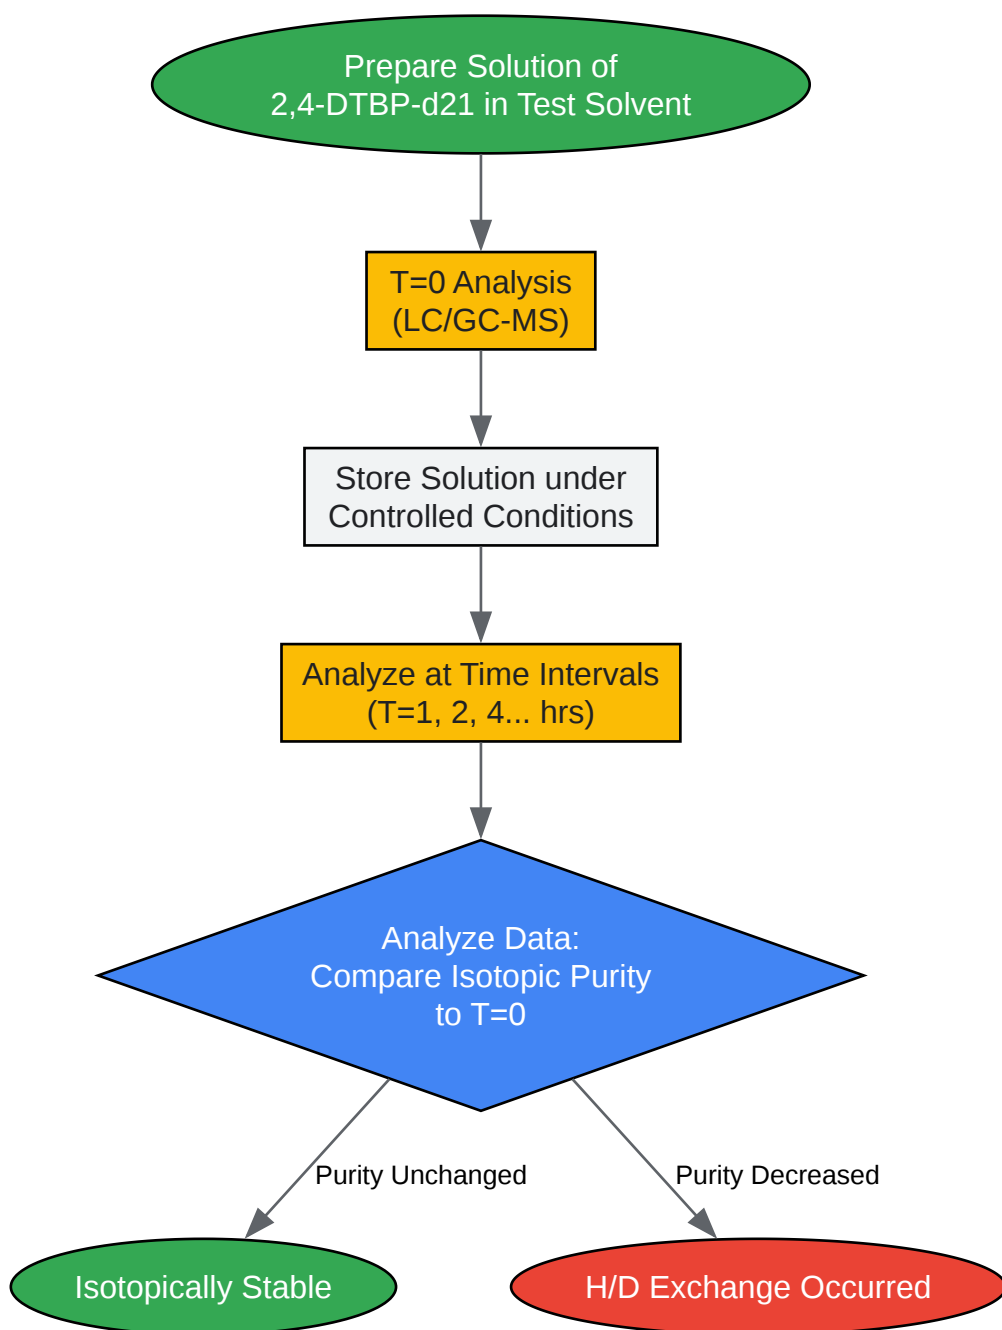 Prepare Solution of
2,4-DTBP-d21 in Test Solvent
T=0 Analysis
(LC/GC-MS)
Store Solution under
Controlled Conditions
Analyze at Time Intervals
(T=1, 2, 4... hrs)
Analyze Data:
Compare Isotopic Purity
to T=0
Purity Unchanged
Purity Decreased
Isotopically Stable
H/D Exchange Occurred